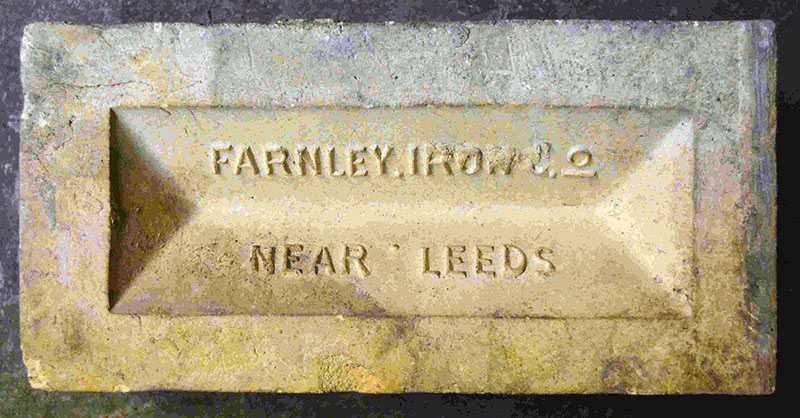 FARNLEY. IRON Co
NEAR LEEDS